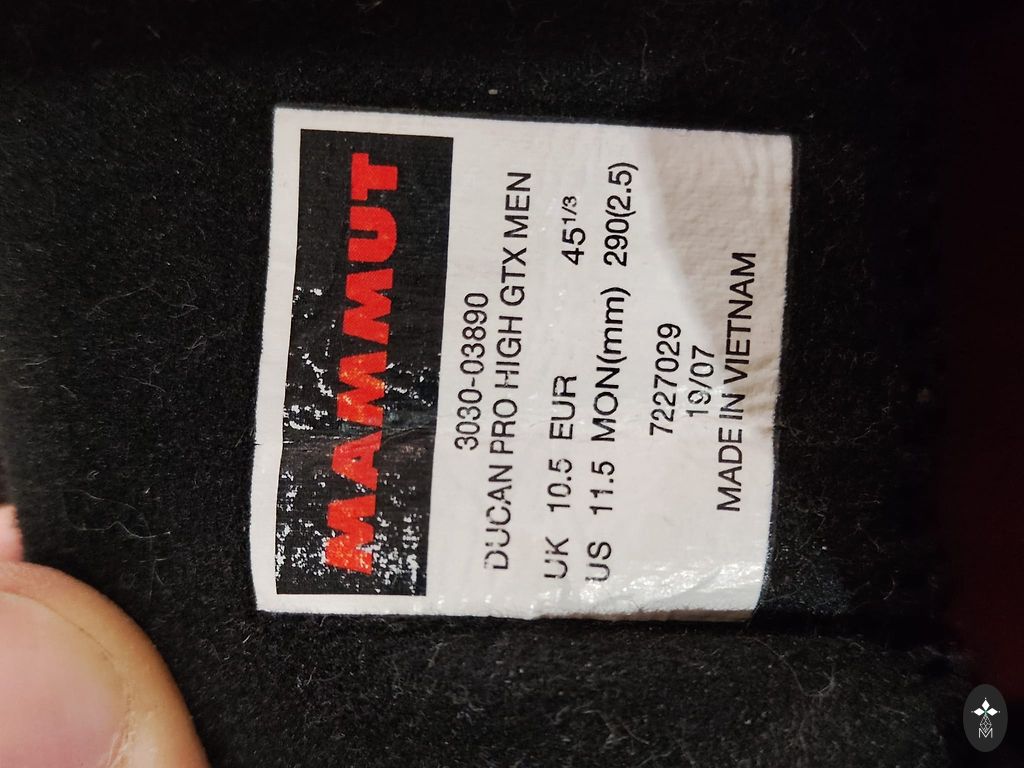 MAMMUT
3030-03890
DUCAN PRO HIGH GTX MEN
UK 10.5 EUR 45 1/3
US 11.5 MON(mm) 290(2.5)
7227029
19/07
MADE IN VIETNAM
M